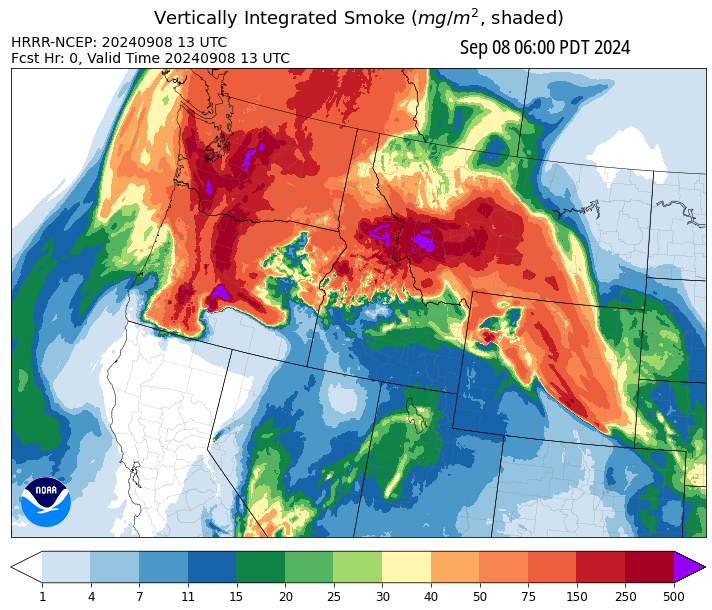 Vertically Integrated Smoke (mg/m², shaded)
HRRR-NCEP: 20240908 13 UTC
Fcst Hr: 0, Valid Time 20240908 13 UTC
Sep 08 06:00 PDT 2024
NOAA
1 4 7 11 15 20 25 30 40 50 75 150 250 500